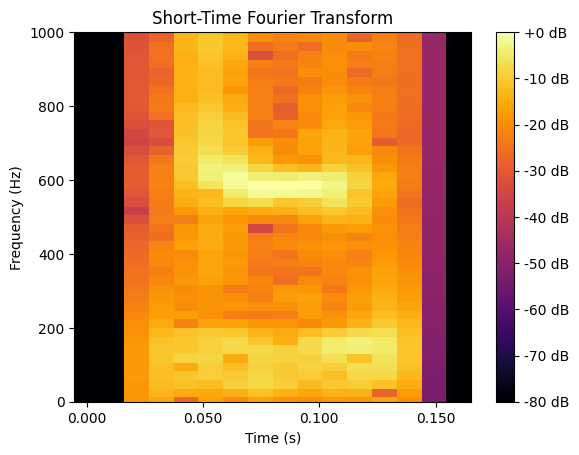 Short-Time Fourier Transform
1000
800
600
400
200
0
Frequency (Hz)
0.000
0.050
0.100
0.150
Time (s)
+0 dB
-10 dB
-20 dB
-30 dB
-40 dB
-50 dB
-60 dB
-70 dB
-80 dB